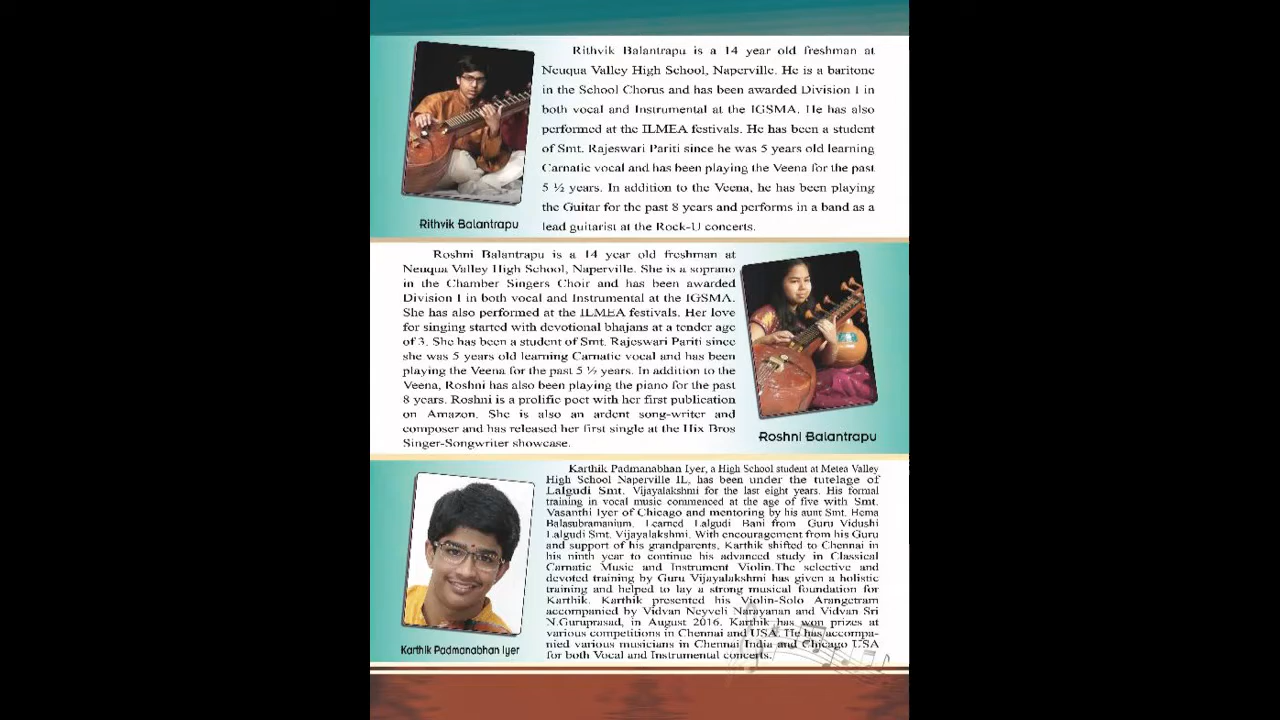 Rithvik Balantrapu is a 14 year old freshman at
Neuqua Valley High School, Naperville. He is a baritone
in the School Chorus and has been awarded Division I in
both vocal and Instrumental at the IGSMA. He has also
performed at the ILMEA festivals. He has been a student
of Smt. Rajeswari Pariti since he was 5 years old learning
Carnatic vocal and has been playing the Veena for the past
5 ½ years. In addition to the Veena, he has been playing
the Guitar for the past 8 years and performs in a band as a
lead guitarist at the Rock-U concerts.
Rithvik Balantrapu
Roshni Balantrapu is a 14 year old freshman at
Neuqua Valley High School, Naperville. She is a soprano
in the Chamber Singers Choir and has been awarded
Division I in both vocal and Instrumental at the IGSMA.
She has also performed at the ILMEA festivals. Her love
for singing started with devotional bhajans at a tender age
of 3. She has been a student of Smt. Rajeswari Pariti since
she was 5 years old learning Carnatic vocal and has been
playing the Veena for the past 5 ½ years. In addition to the
Veena, Roshni has also been playing the piano for the past
8 years. Roshni is a prolific poet with her first publication
on Amazon. She is also an ardent song-writer and
composer and has released her first single at the Hix Bros
Singer-Songwriter showcase.
Roshni Balantrapu
Karthik Padmanabhan Iyer, a High School student at Metea Valley
High School Naperville IL, has been under the tutelage of
Lalgudi Smt. Vijayalakshmi for the last eight years. His formal
training in vocal music commenced at the age of five with Smt.
Vasanthi Iyer of Chicago and mentoring by his aunt Smt. Hema
Balasubramanium. Learned Lalgudi Bani from Guru Vidushi
Lalgudi Smt. Vijayalakshmi. With encouragement from his Guru
and support of his grandparents, Karthik shifted to Chennai in
his ninth year to continue his advanced study in Classical
Carnatic Music and Instrument Violin.The selective and
devoted training by Guru Vijayalakshmi has given a holistic
training and helped to lay a strong musical foundation for
Karthik. Karthik presented his Violin-Solo Arangetram
accompanied by Vidvan Neyveli Narayanan and Vidvan Sri
N.Guruprasad, in August 2016. Karthik has won prizes at
various competitions in Chennai and USA. He has accompa-
nied various musicians in Chennai India and Chicago USA
for both Vocal and Instrumental concerts.
Karthik Padmanabhan Iyer